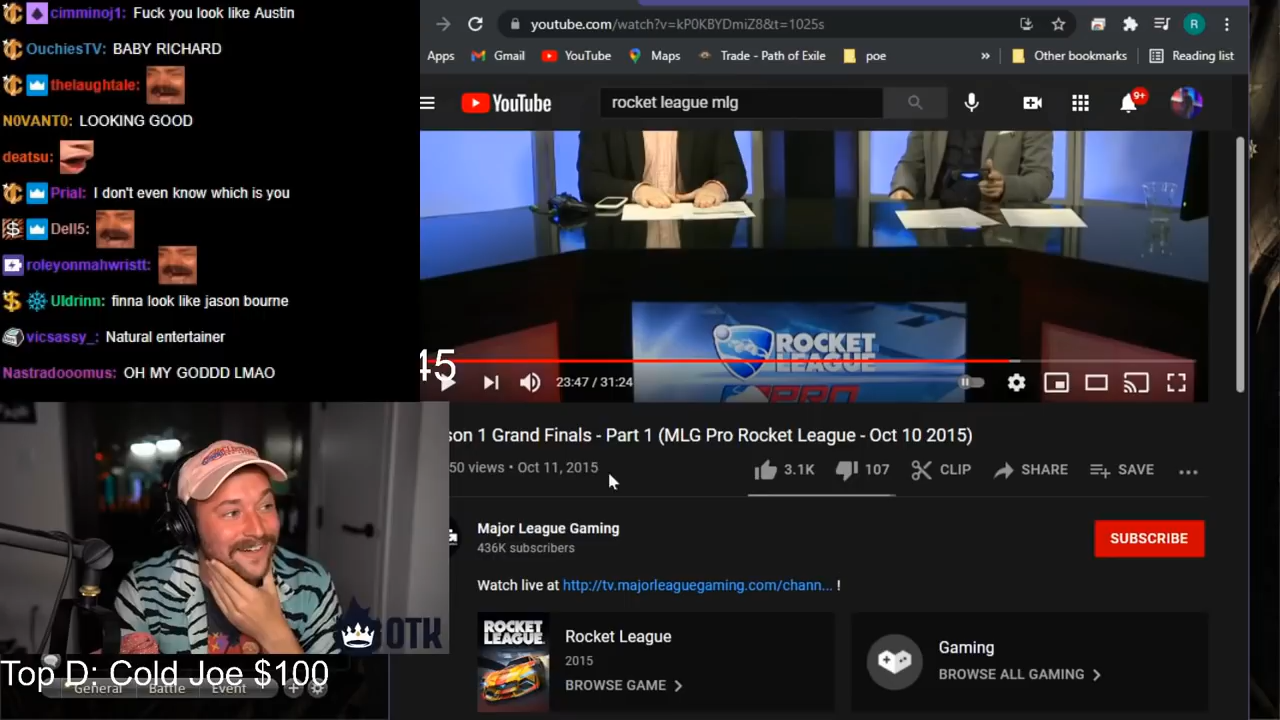 cimminoj1: Fuck you look like Austin
OuchiesTV: BABY RICHARD
thelaughtale:
N0VANT0: LOOKING GOOD
deatsu:
Prial: I don't even know which is you
Dell5:
roleyonmahwristt:
Uldrinn: finna look like jason bourne
vicsassy_: Natural entertainer
Nastradooomus: OH MY GODDD LMAO
OTK
Top D: Cold Joe $100
General Battle Event +
youtube.com/watch?v=kP0KBYDmiZ8&t=1025s
R
Apps Gmail YouTube Maps Trade - Path of Exile poe » Other bookmarks Reading list
YouTube
rocket league mlg
9+
ROCKET
LEAGUE
PRO
45
23:47 / 31:24
son 1 Grand Finals - Part 1 (MLG Pro Rocket League - Oct 10 2015)
50 views • Oct 11, 2015
3.1K 107 CLIP SHARE SAVE
Major League Gaming
436K subscribers
SUBSCRIBE
Watch live at http://tv.majorleaguegaming.com/chann... !
ROCKET
LEAGUE
Rocket League
2015
BROWSE GAME
Gaming
BROWSE ALL GAMING